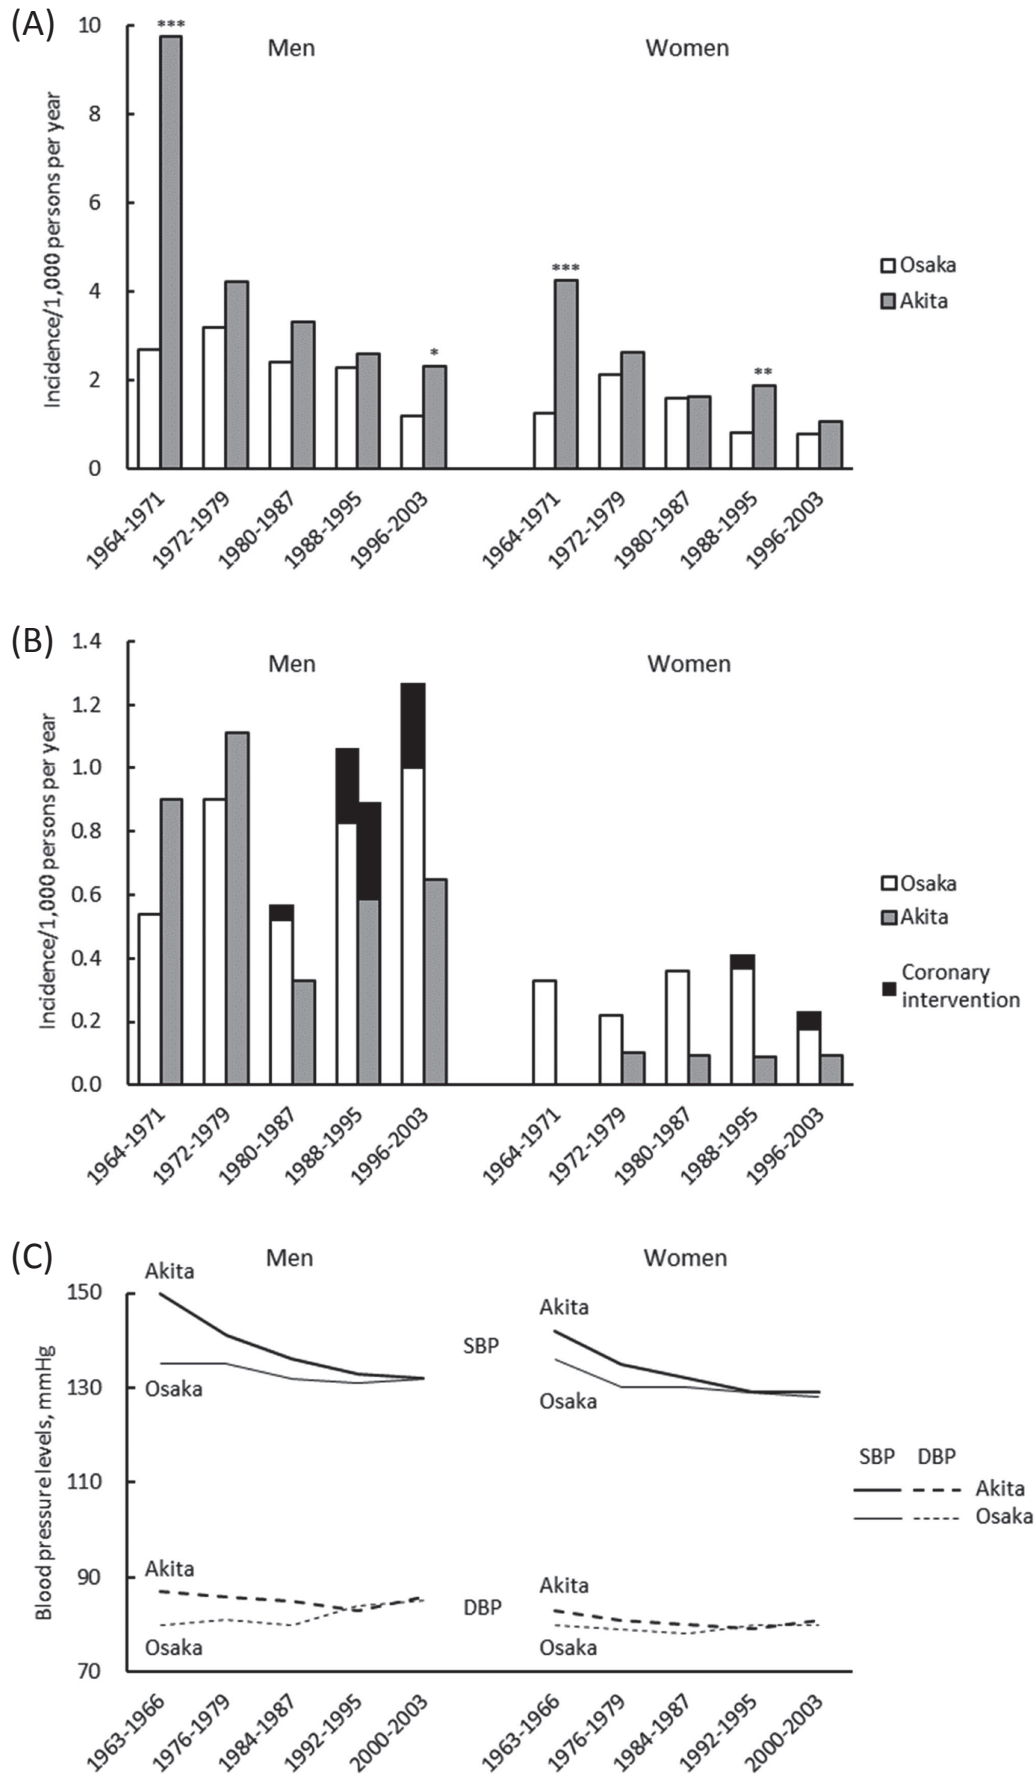 (A)
Men
Women
Incidence/1,000 persons per year
10
8
6
4
2
0
***
*
***
**
Osaka
Akita
1964-1971
1972-1979
1980-1987
1988-1995
1996-2003
1964-1971
1972-1979
1980-1987
1988-1995
1996-2003
(B)
Men
Women
Incidence/1,000 persons per year
1.4
1.2
1.0
0.8
0.6
0.4
0.2
0.0
Osaka
Akita
Coronary
intervention
1964-1971
1972-1979
1980-1987
1988-1995
1996-2003
1964-1971
1972-1979
1980-1987
1988-1995
1996-2003
(C)
Men
Women
Blood pressure levels, mmHg
150
130
110
90
70
Akita
Osaka
SBP
Akita
Osaka
Akita
Osaka
DBP
Akita
Osaka
SBP DBP
Akita
Osaka
1963-1966
1976-1979
1984-1987
1992-1995
2000-2003
1963-1966
1976-1979
1984-1987
1992-1995
2000-2003